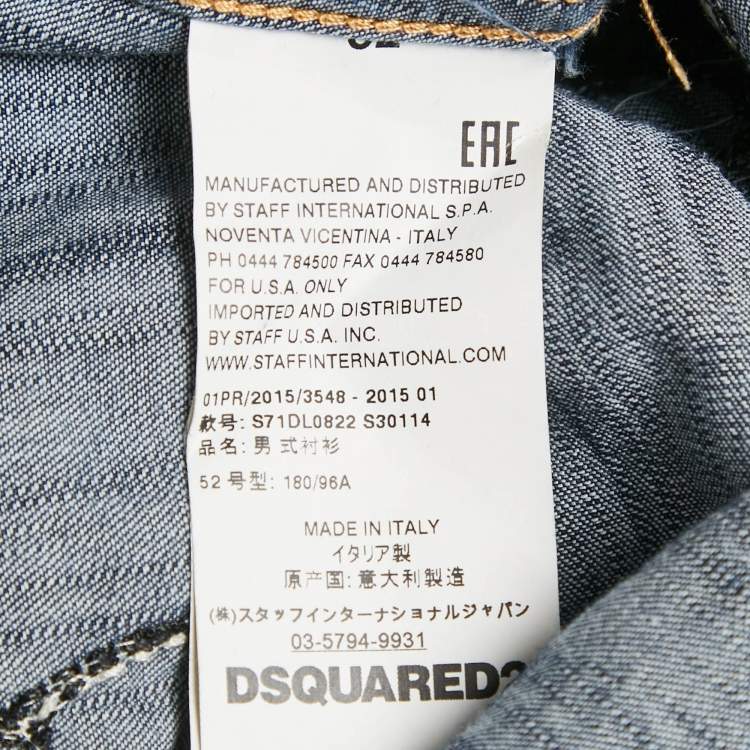 EAC
MANUFACTURED AND DISTRIBUTED
BY STAFF INTERNATIONAL S.P.A.
NOVENTA VICENTINA - ITALY
PH 0444 784500 FAX 0444 784580
FOR U.S.A. ONLY
IMPORTED AND DISTRIBUTED
BY STAFF U.S.A. INC.
WWW.STAFFINTERNATIONAL.COM
01PR/2015/3548 - 2015 01
款号: S71DL0822 S30114
品名: 男 式衬衫
52 号型: 180/96A
MADE IN ITALY
イタリア製
原产国: 意大利製造
(株)スタッフインターナショナルジャパン
03-5794-9931
DSQUARED2